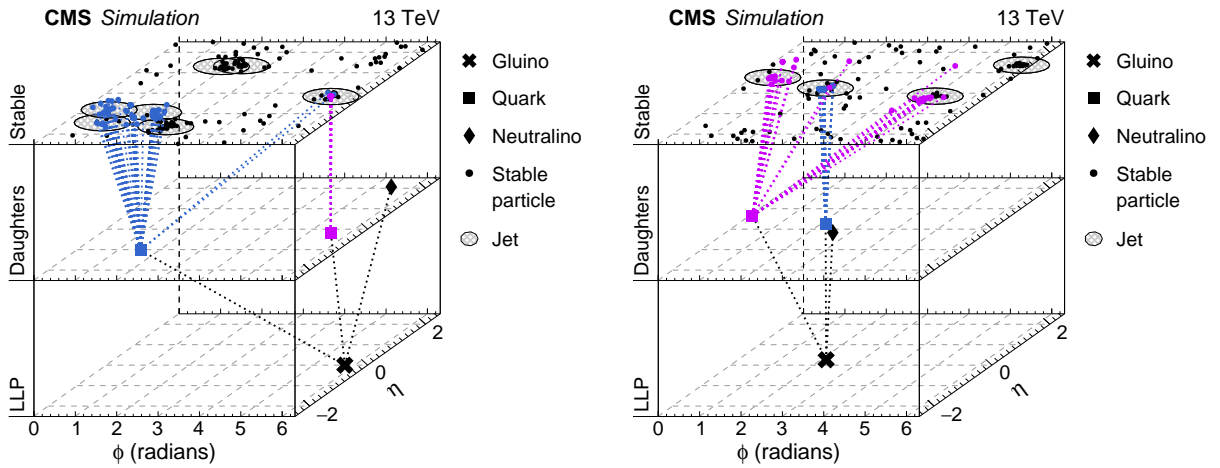 CMS Simulation 13 TeV
Stable
Daughters
LLP
Gluino
Quark
Neutralino
Stable
particle
Jet
2
0
−2
η
0 1 2 3 4 5 6
ϕ (radians)
CMS Simulation 13 TeV
Stable
Daughters
LLP
Gluino
Quark
Neutralino
Stable
particle
Jet
2
0
−2
η
0 1 2 3 4 5 6
ϕ (radians)